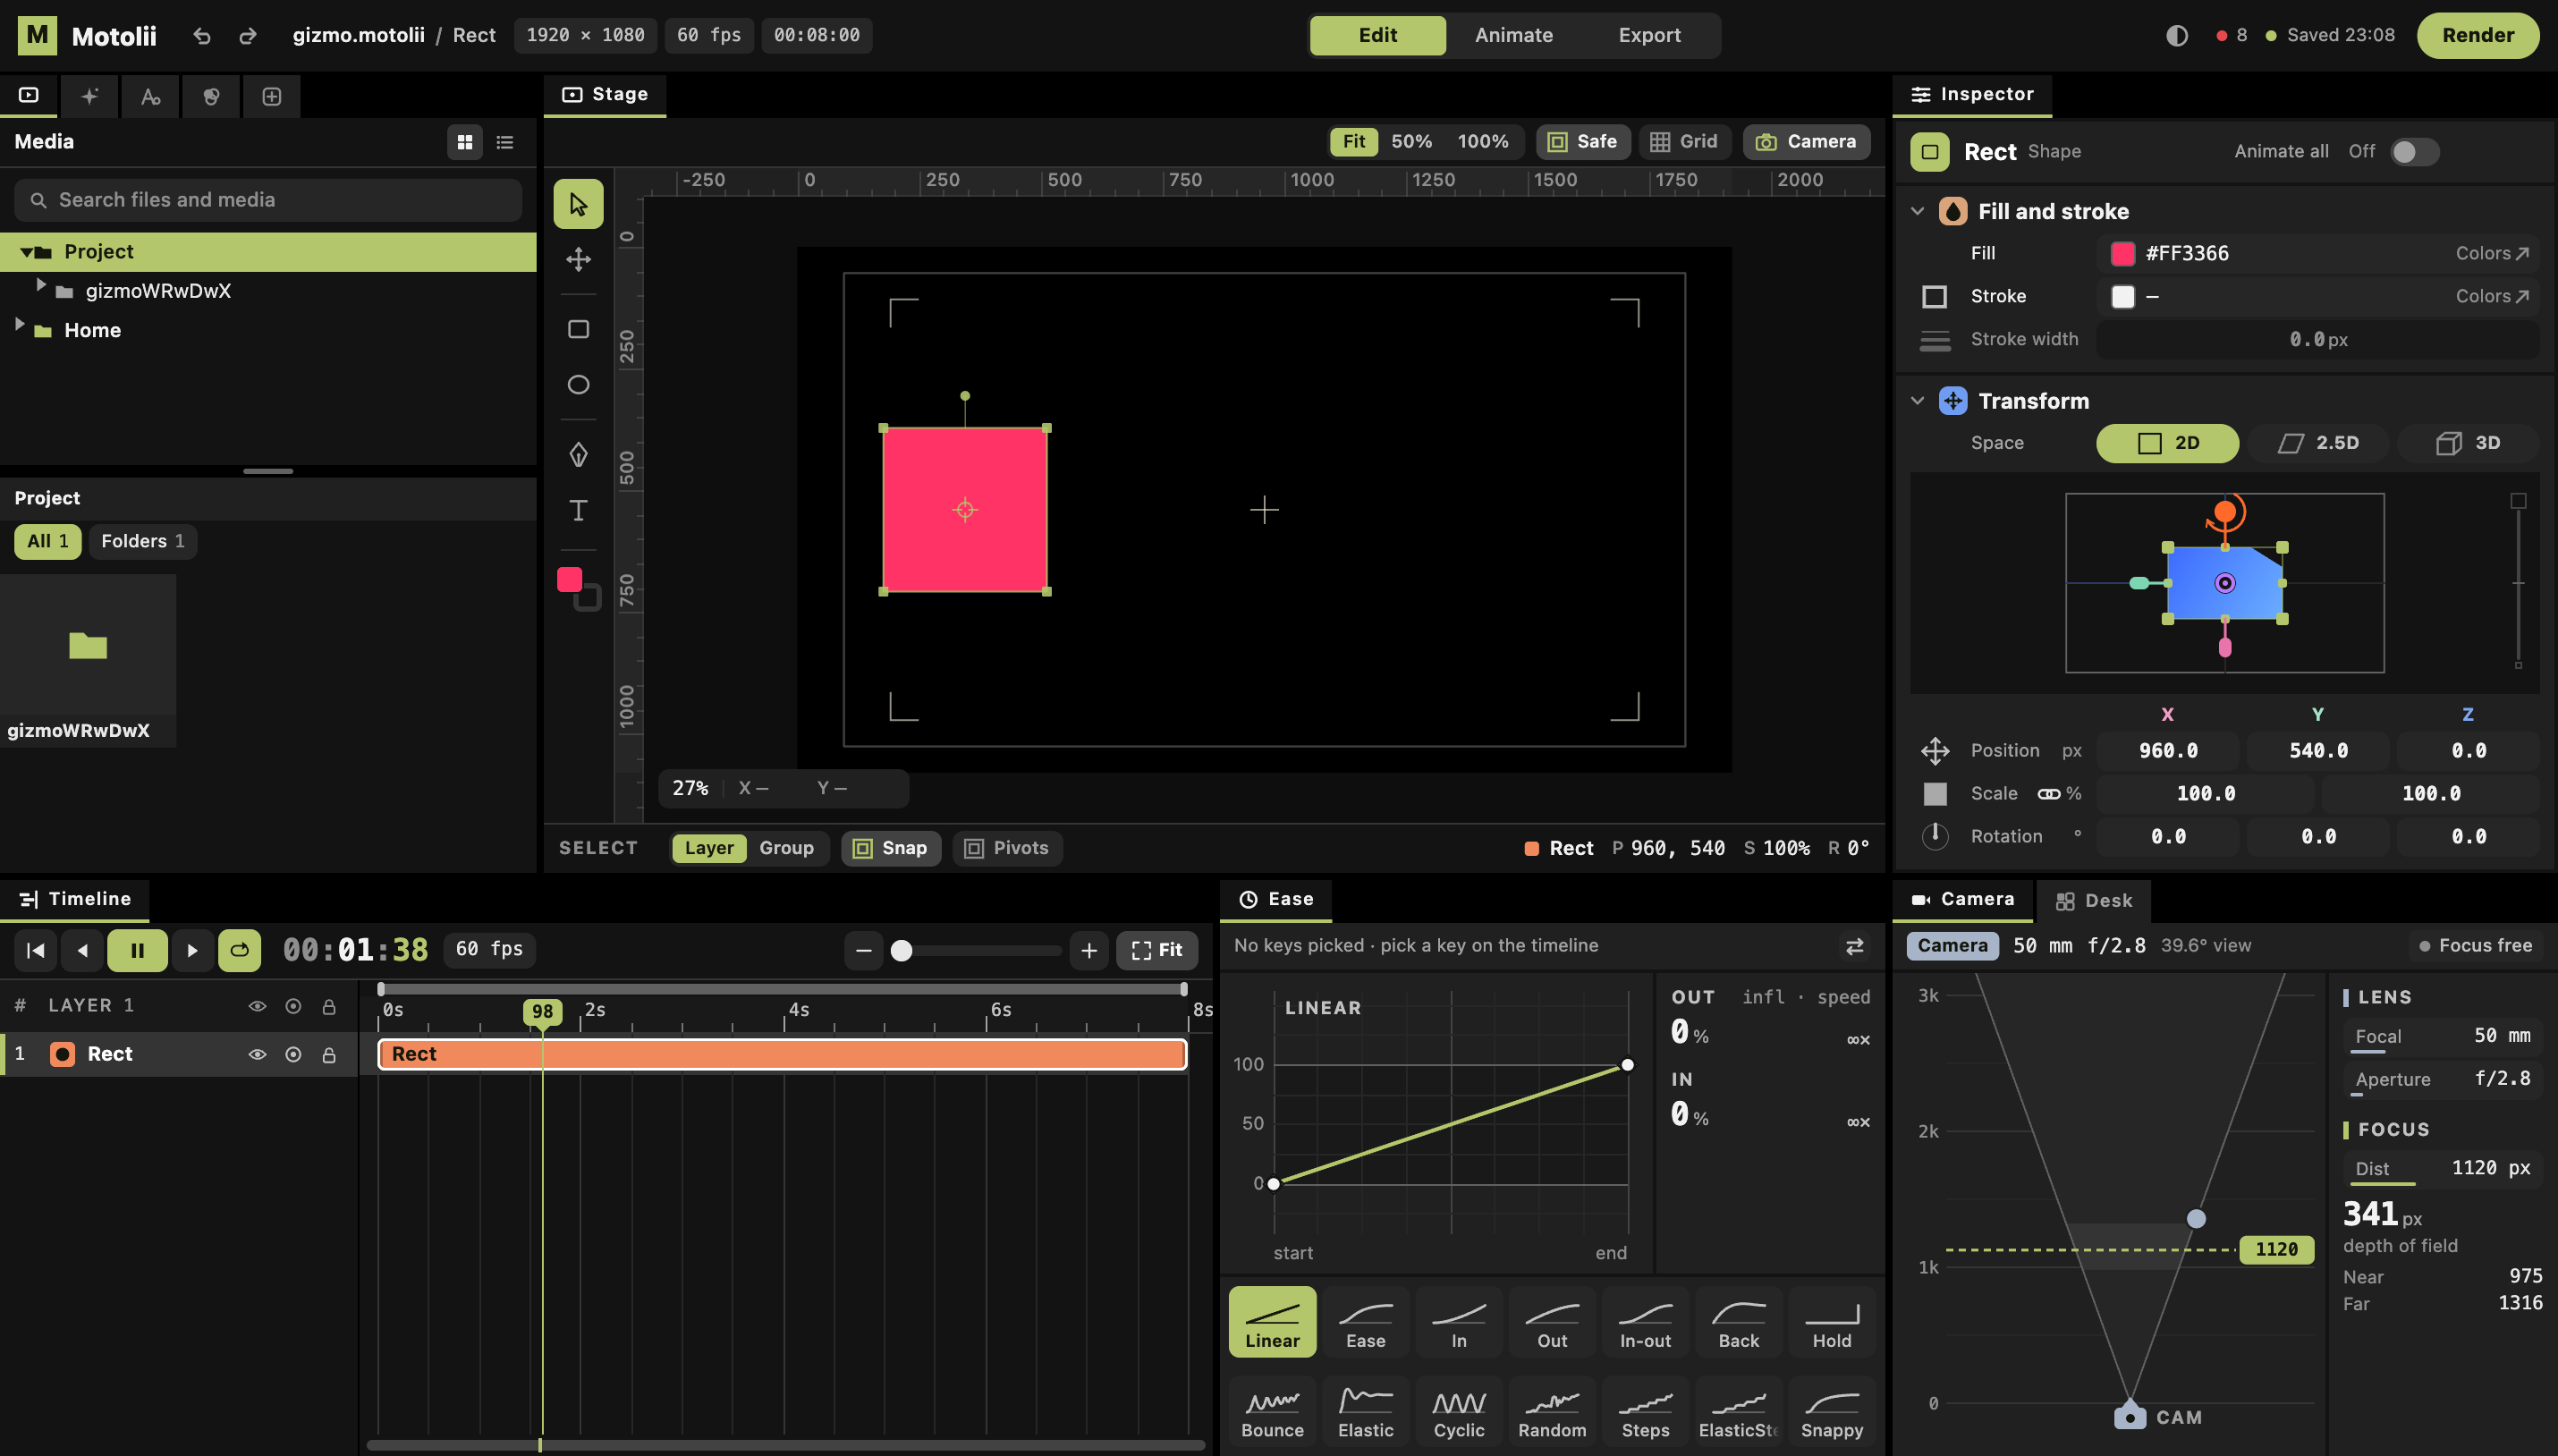 M Motolii gizmo.motolii / Rect 1920 × 1080 60 fps 00:08:00 Edit Animate Export 8 Saved 23:08 Render
Media
Search files and media
Project
gizmoWRwDwX
Home
Project
All 1 Folders 1
gizmoWRwDwX
Stage
Fit 50% 100% Safe Grid Camera
-250 0 250 500 750 1000 1250 1500 1750 2000
0
250
500
750
1000
27% X — Y —
SELECT Layer Group Snap Pivots Rect P 960, 540 S 100% R 0°
Inspector
Rect Shape Animate all Off
Fill and stroke
Fill #FF3366 Colors
Stroke — Colors
Stroke width 0.0 px
Transform
Space 2D 2.5D 3D
X Y Z
Position px 960.0 540.0 0.0
Scale % 100.0 100.0
Rotation ° 0.0 0.0 0.0
Timeline
00:01:38 60 fps Fit
# LAYER 1
0s 98 2s 4s 6s 8s
1 Rect
Rect
Ease
No keys picked · pick a key on the timeline
LINEAR
100
50
0
start end
OUT infl · speed
0 % ∞×
IN
0 % ∞×
Linear Ease In Out In-out Back Hold
Bounce Elastic Cyclic Random Steps ElasticSte Snappy
Camera Desk
Camera 50 mm f/2.8 39.6° view Focus free
3k
2k
1k
0
1120
CAM
LENS
Focal 50 mm
Aperture f/2.8
FOCUS
Dist 1120 px
341 px
depth of field
Near 975
Far 1316